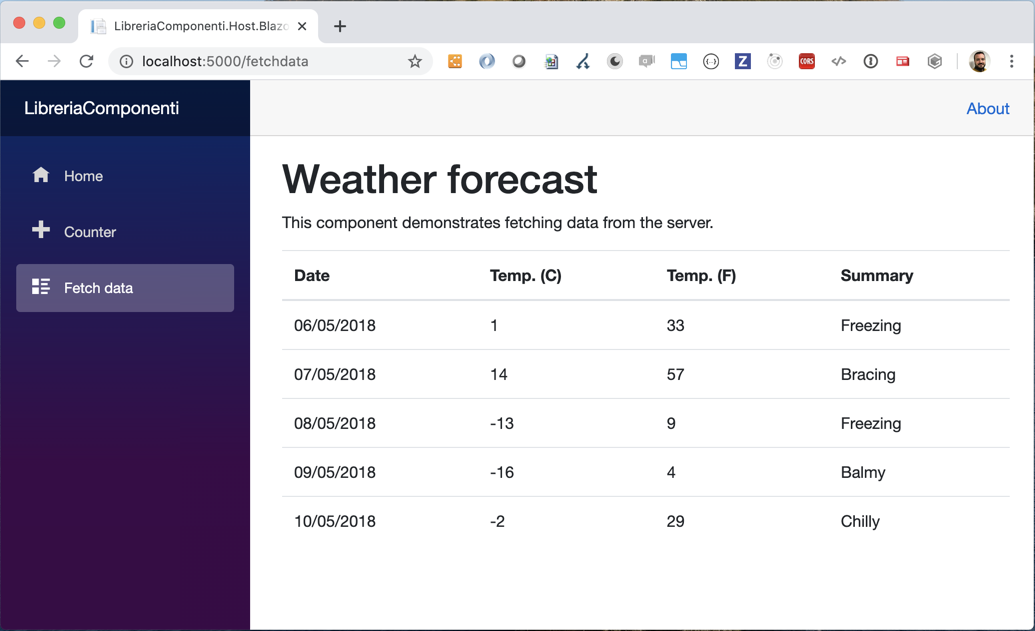 LibreriaComponenti.Host.Blazo
localhost:5000/fetchdata
CORS
LibreriaComponenti
About
Home
Counter
Fetch data
Weather forecast
This component demonstrates fetching data from the server.
Date Temp. (C) Temp. (F) Summary
06/05/2018 1 33 Freezing
07/05/2018 14 57 Bracing
08/05/2018 -13 9 Freezing
09/05/2018 -16 4 Balmy
10/05/2018 -2 29 Chilly